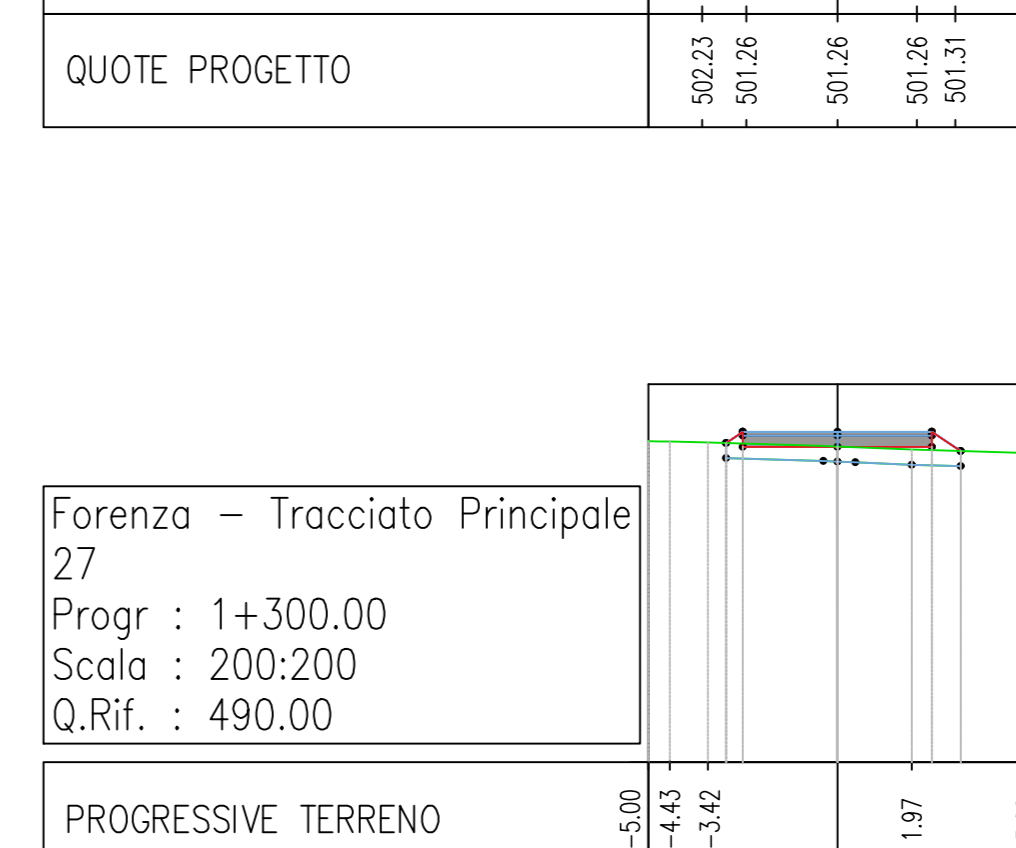 QUOTE PROGETTO
502.23 501.26 501.26 501.26 501.31
Forenza – Tracciato Principale
27
Progr : 1+300.00
Scala : 200:200
Q.Rif. : 490.00
PROGRESSIVE TERRENO
-5.00 -4.43 -3.42 1.97